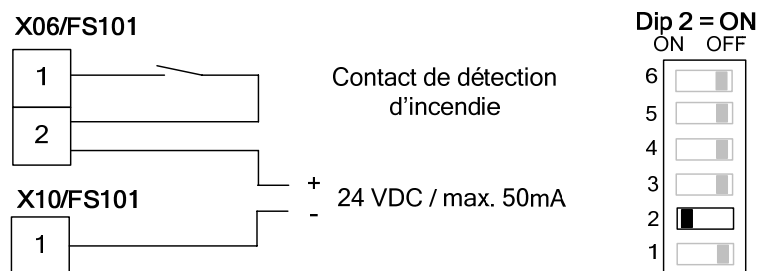 X06/FS101
1
2
Contact de détection
d’incendie
X10/FS101
1
+
-
24 VDC / max. 50mA
Dip 2 = ON
ON OFF
6
5
4
3
2
1